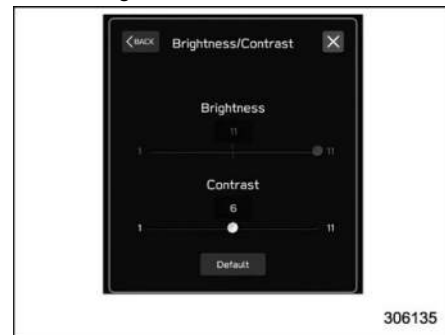 BACK Brightness/Contrast X
Brightness
11
1 11
Contrast
6
1 11
Default
306135